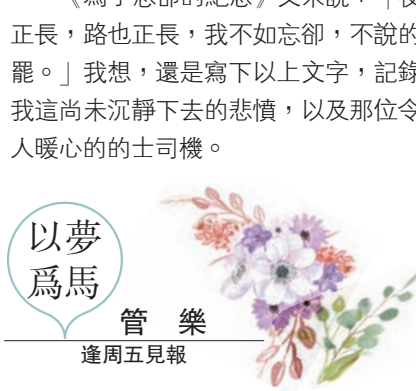 《爲了忘卻的紀念》文末說,「夜
正長,路也正長,我不如忘卻,不說的
罷。」我想,還是寫下以上文字,記錄
我這尚未沉靜下去的悲憤,以及那位令
人暖心的的士司機。
以夢
爲馬
管 樂
逢周五見報